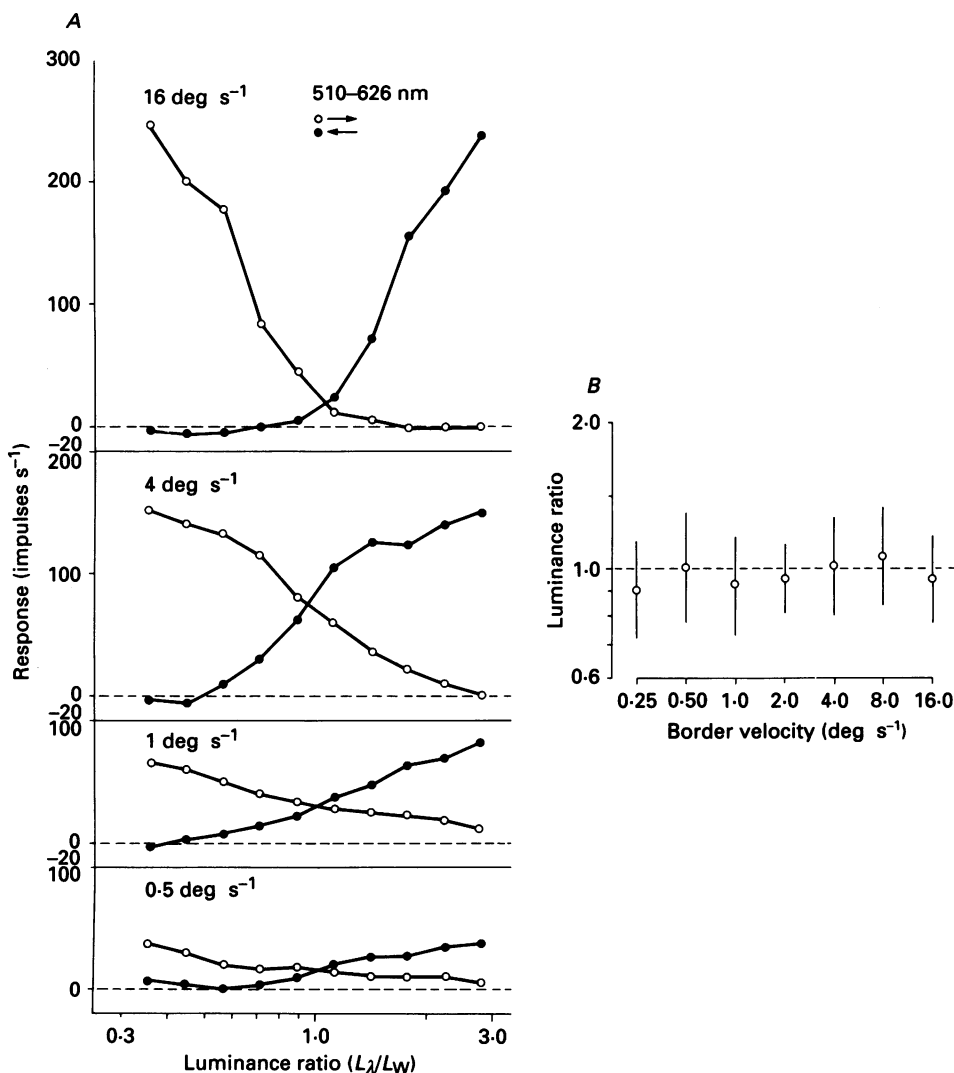 A
300
16 deg s⁻¹
510–626 nm
200
100
0
−20
200
4 deg s⁻¹
100
0
−20
100
1 deg s⁻¹
0
−20
100
0·5 deg s⁻¹
0
0·3
1·0
3·0
Response (impulses s⁻¹)
Luminance ratio (Lλ/LW)
B
2·0
1·0
0·6
Luminance ratio
0·25 0·50 1·0 2·0 4·0 8·0 16·0
Border velocity (deg s⁻¹)